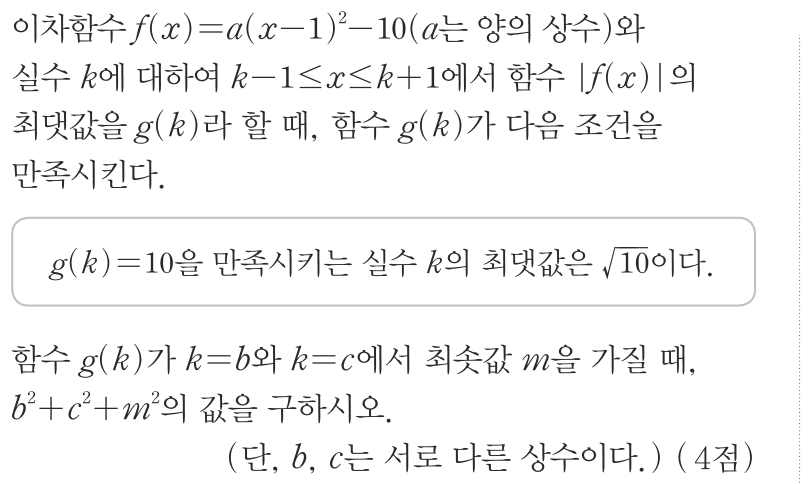 이차함수 f(x)=a(x-1)²-10(a는 양의 상수)와
실수 k에 대하여 k-1≤x≤k+1에서 함수 |f(x)|의
최댓값을 g(k)라 할 때, 함수 g(k)가 다음 조건을
만족시킨다.
g(k)=10을 만족시키는 실수 k의 최댓값은 √10이다.
함수 g(k)가 k=b와 k=c에서 최솟값 m을 가질 때,
b²+c²+m²의 값을 구하시오.
(단, b, c는 서로 다른 상수이다.) (4점)